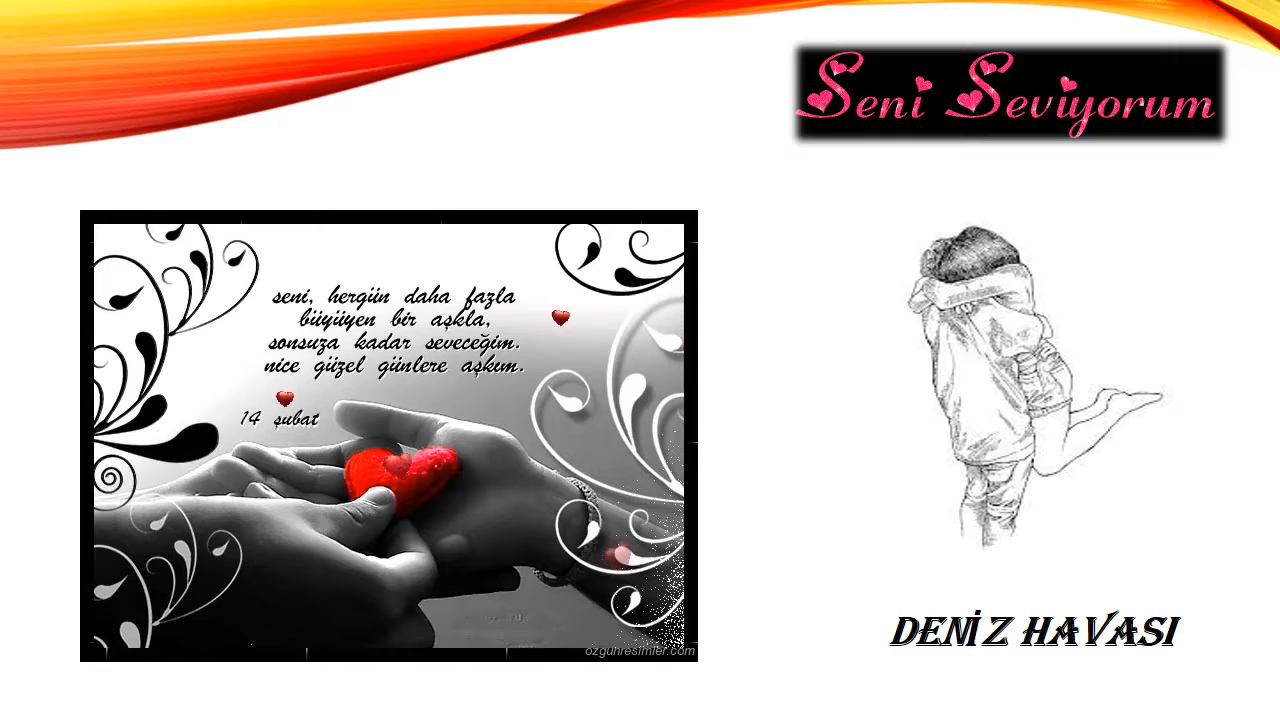 Seni Seviyorum
seni, hergün daha fazla
büyüyen bir aşkla,
sonsuza kadar seveceğim.
nice güzel günlere aşkım.
14 şubat
ozguhresimler.com
DENİZ HAVASI